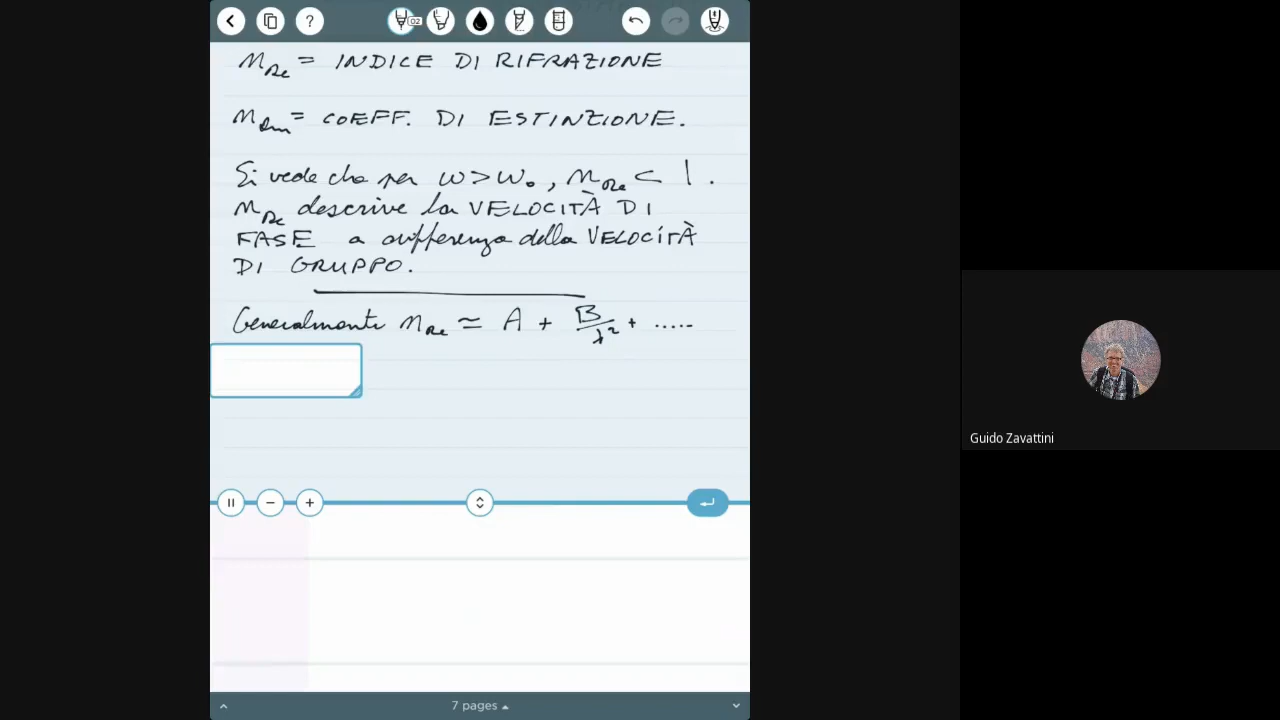 ?
02
n_Re = INDICE DI RIFRAZIONE
n_Im = COEFF. DI ESTINZIONE.
Si vede che per ω > ω₀, n_Re < 1.
n_Re descrive la VELOCITÀ DI
FASE a differenza della VELOCITÀ
DI GRUPPO.
Generalmente n_Re ≃ A + B/λ² + .....
7 pages
Guido Zavattini